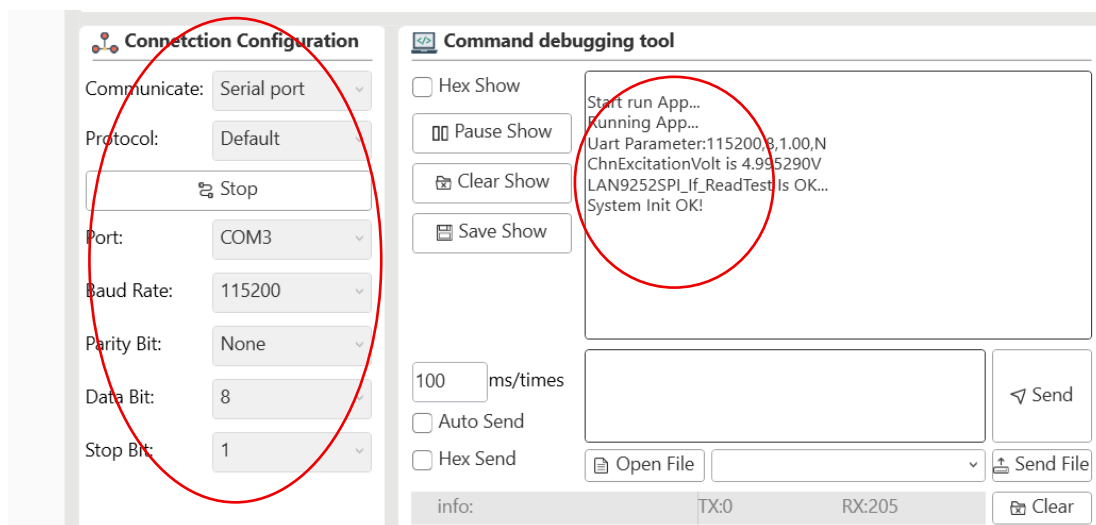 Connetction Configuration
Communicate: Serial port
Protocol: Default
Stop
Port: COM3
Baud Rate: 115200
Parity Bit: None
Data Bit: 8
Stop Bit: 1
Command debugging tool
Hex Show
Pause Show
Clear Show
Save Show
Start run App...
Running App...
Uart Parameter:115200,8,1.00,N
ChnExcitationVolt is 4.995290V
LAN9252SPI_If_ReadTest Is OK...
System Init OK!
100 ms/times
Auto Send
Hex Send
Send
Open File
Send File
info: TX:0 RX:205
Clear